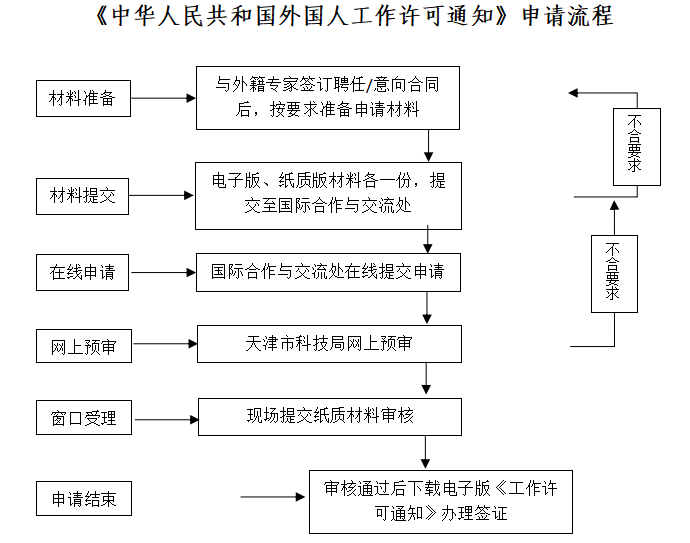 《中华人民共和国外国人工作许可通知》申请流程
材料准备
与外籍专家签订聘任/意向合同
后，按要求准备申请材料
不合要求
材料提交
电子版、纸质版材料各一份，提
交至国际合作与交流处
不合要求
在线申请
国际合作与交流处在线提交申请
网上预审
天津市科技局网上预审
窗口受理
现场提交纸质材料审核
申请结束
审核通过后下载电子版《工作许
可通知》办理签证